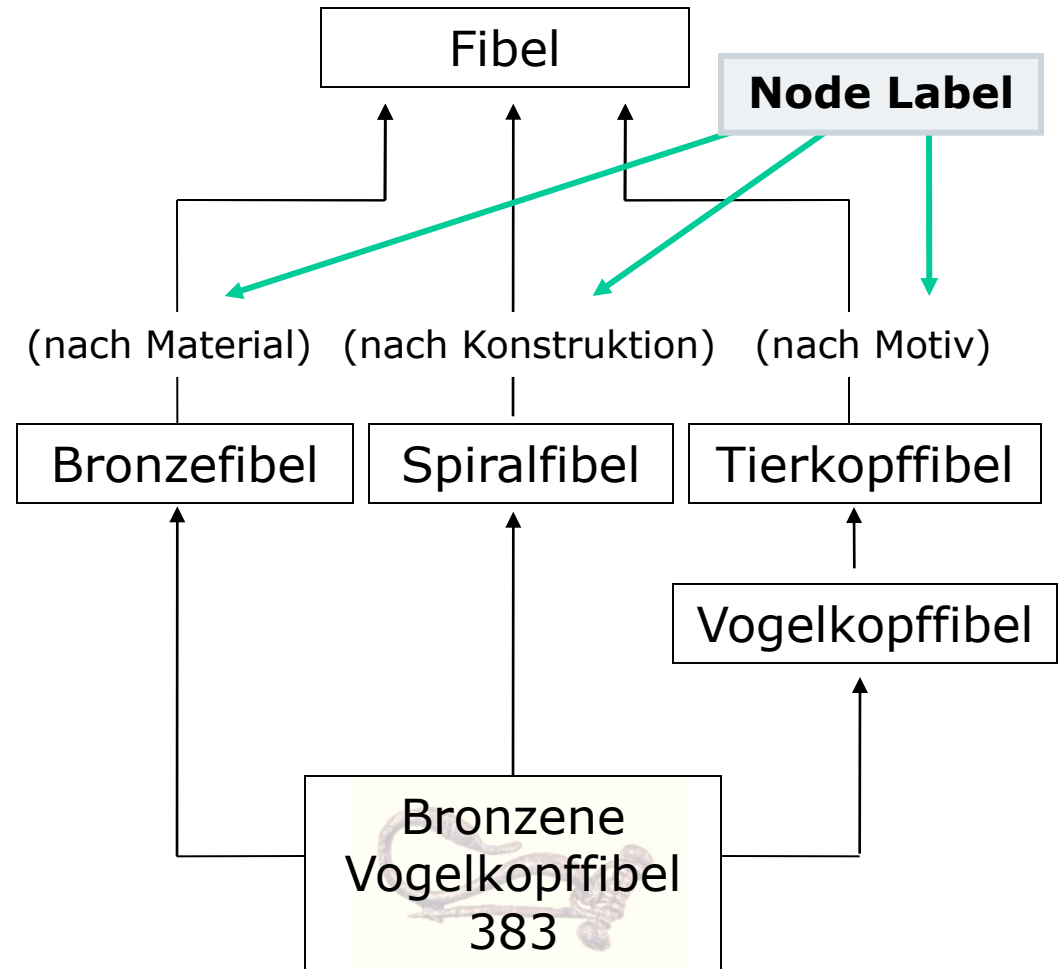 Fibel
Node Label
(nach Material) (nach Konstruktion) (nach Motiv)
Bronzefibel Spiralfibel Tierkopffibel
Vogelkopffibel
Bronzene
Vogelkopffibel
383